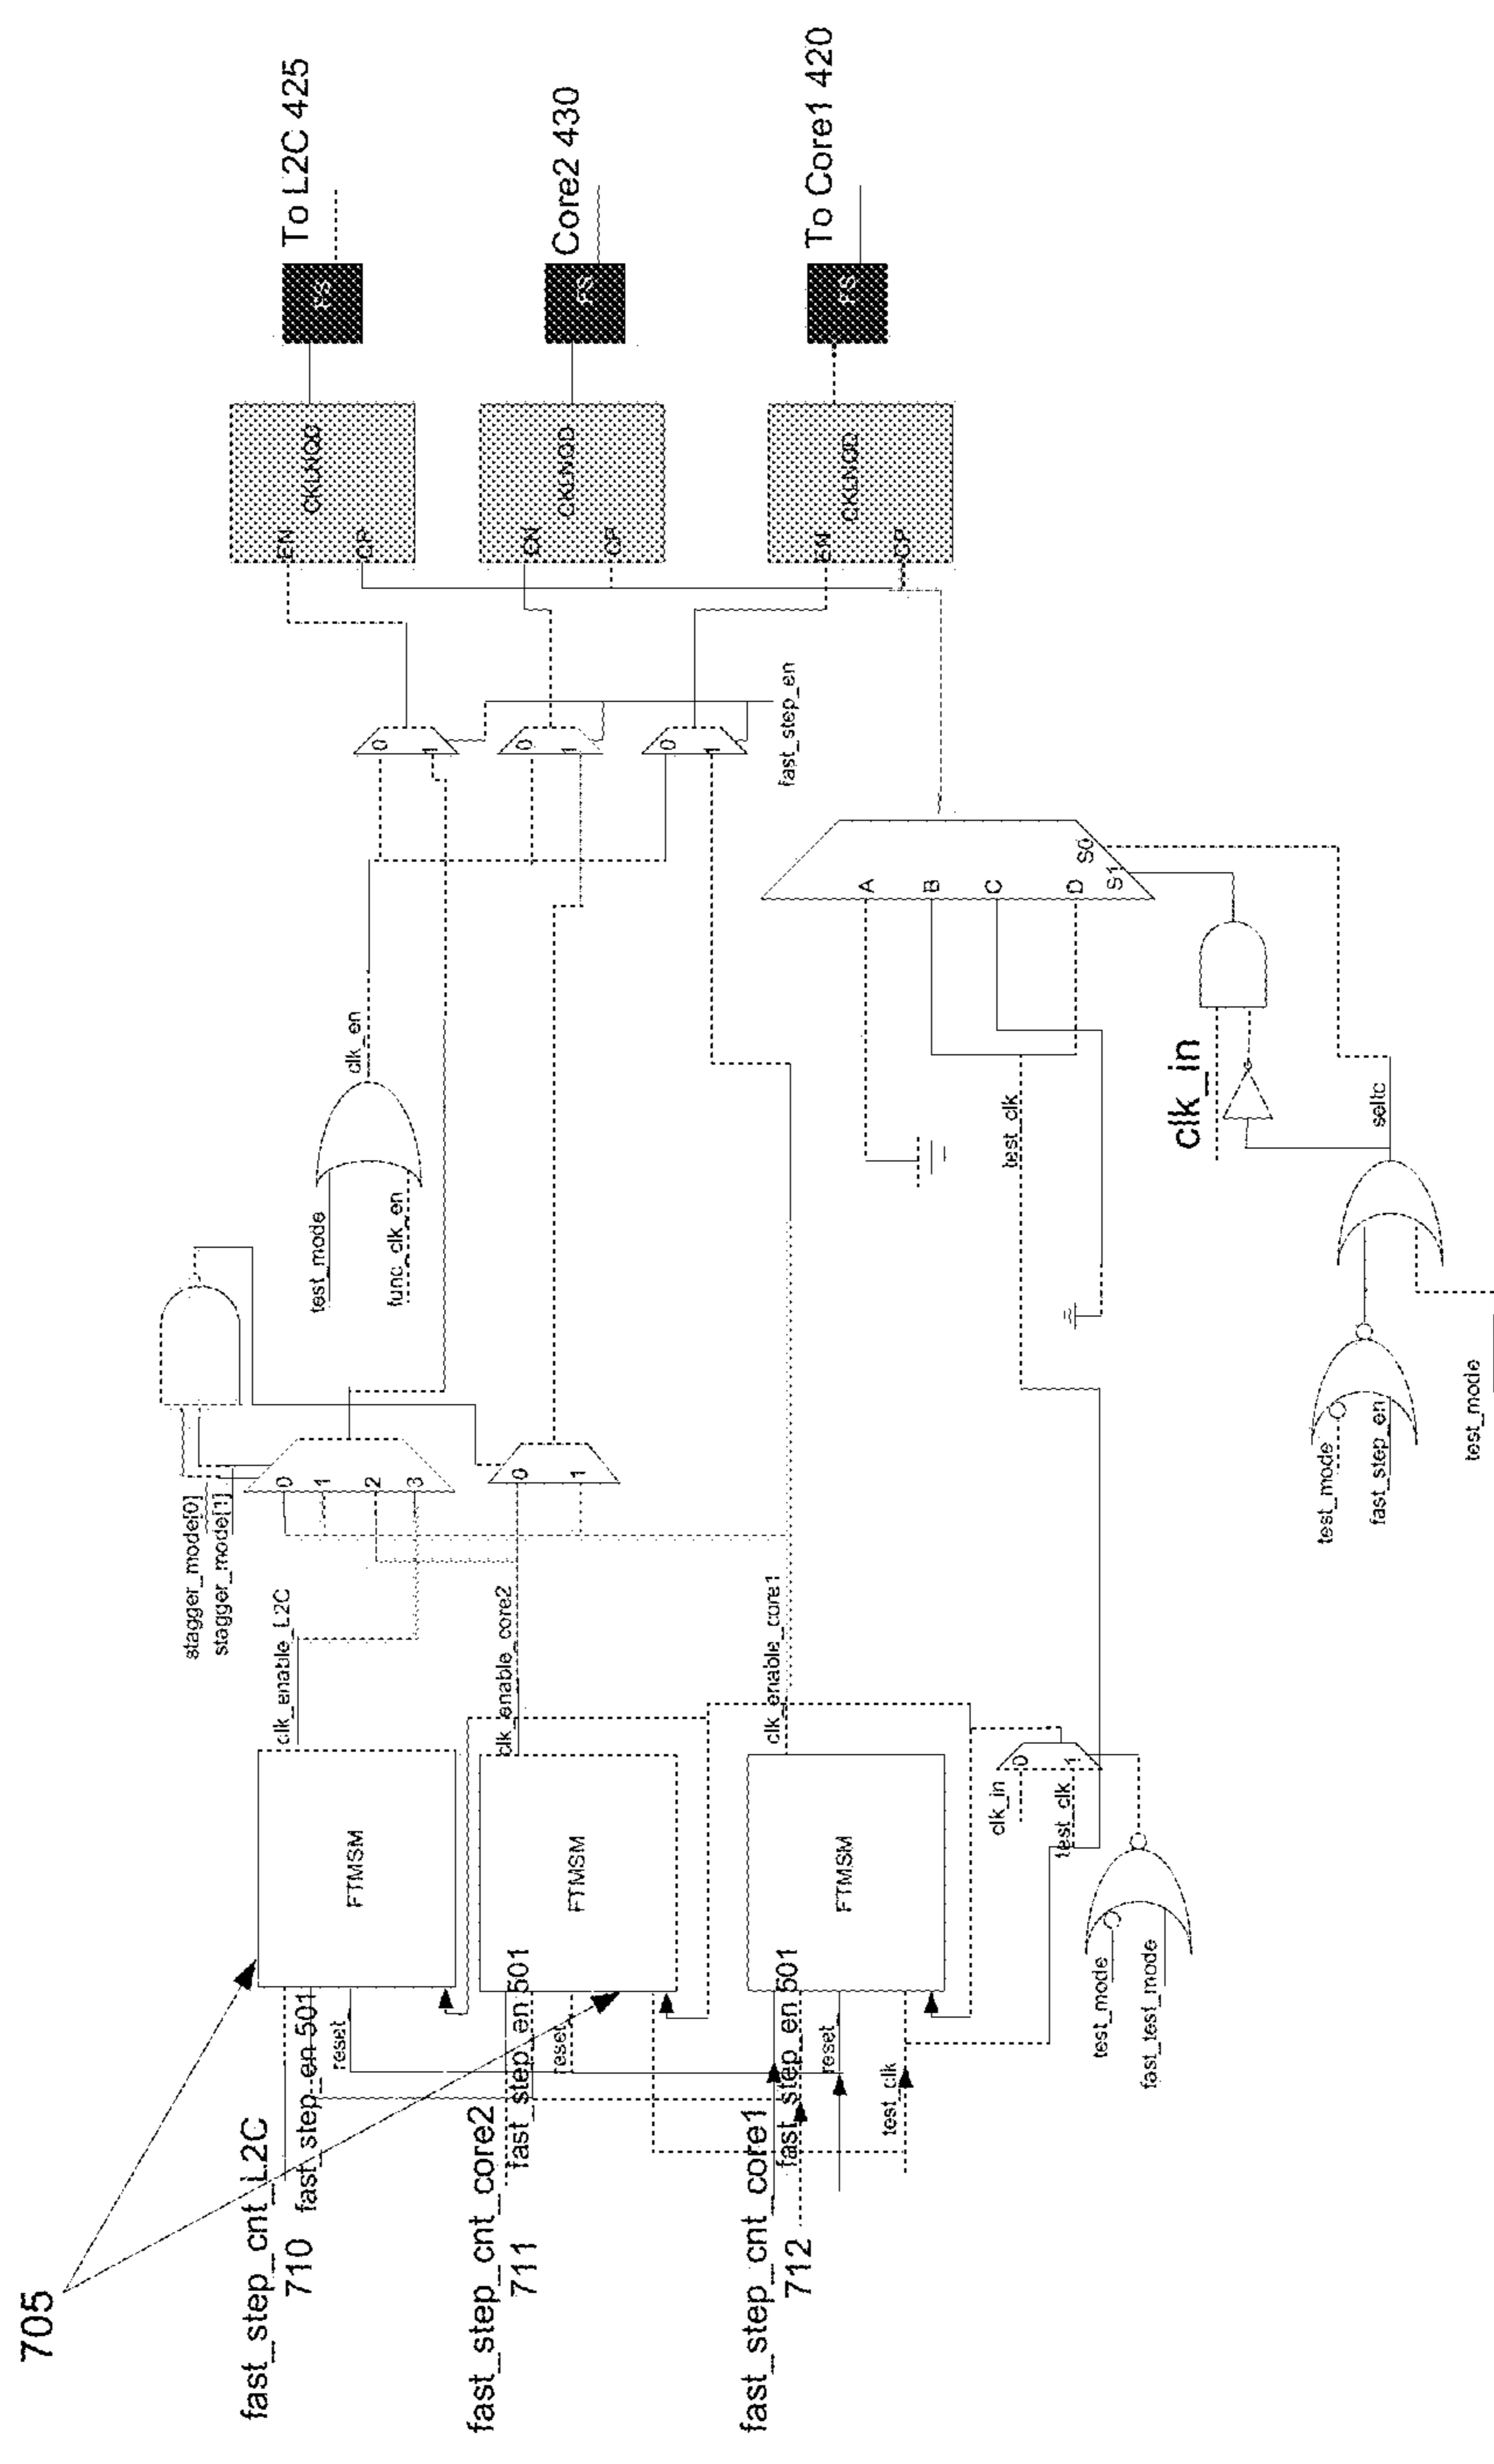 705
fast_step_cnt_L2C
710
fast_step_en 501
reset
fast_step_cnt_core2
711
fast_step_en 501
reset
fast_step_cnt_core1
712
fast_step_en 501
reset
test_clk
FTMSM
FTMSM
FTMSM
clk_enable_L2C
clk_enable_core2
clk_enable_core1
test_mode
fast_test_mode
clk_in
test_clk
0
1
stagger_mode[0]
stagger_mode[1]
0
1
2
3
0
1
test_mode
func_clk_en
clk_en
test_clk
test_mode
fast_step_en
test_mode
seltc
clk_in
A
B
C
D
S0
S1
0
1
0
1
0
1
fast_step_en
EN
CP
CKLNQD
EN
CP
CKLNQD
EN
CP
CKLNQD
FS
FS
FS
To L2C 425
Core2 430
To Core1 420